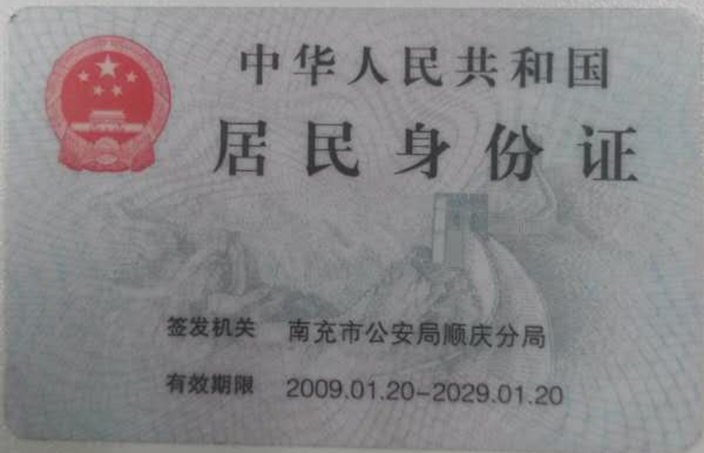 中华人民共和国
居民身份证
签发机关 南充市公安局顺庆分局
有效期限 2009.01.20-2029.01.20